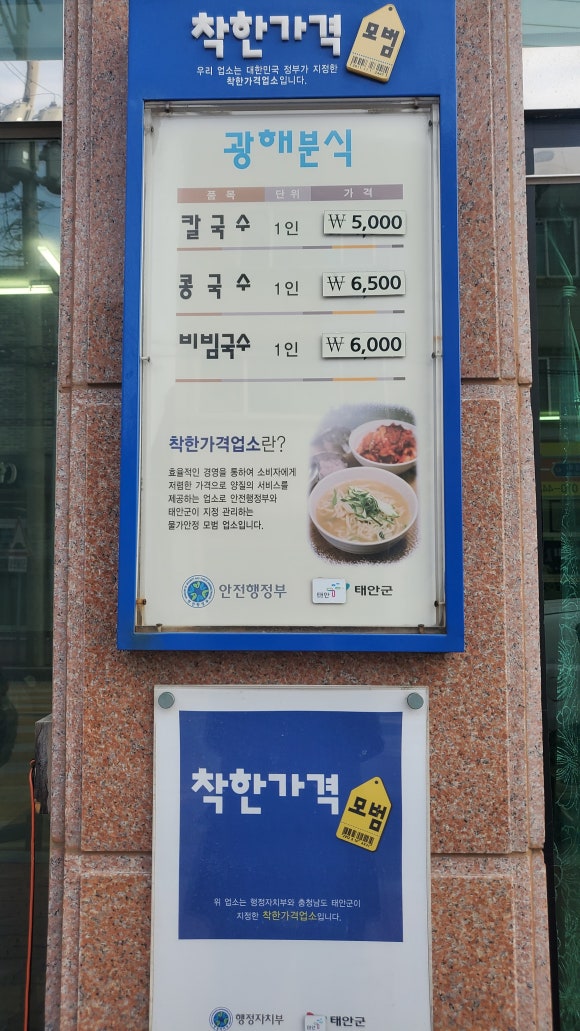 착한가격 모범
우리 업소는 대한민국 정부가 지정한
착한가격업소입니다.
광해분식
품목 단위 가격
칼국수 1인 ₩ 5,000
콩국수 1인 ₩ 6,500
비빔국수 1인 ₩ 6,000
착한가격업소란?
효율적인 경영을 통하여 소비자에게
저렴한 가격으로 양질의 서비스를
제공하는 업소로 안전행정부와
태안군이 지정 관리하는
물가안정 모범 업소입니다.
안전행정부 태안 태안군
착한가격 모범
위 업소는 행정자치부와 충청남도 태안군이
지정한 착한가격업소입니다.
행정자치부 태안군